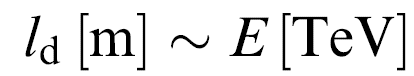 l_d [m] ∼ E [TeV]